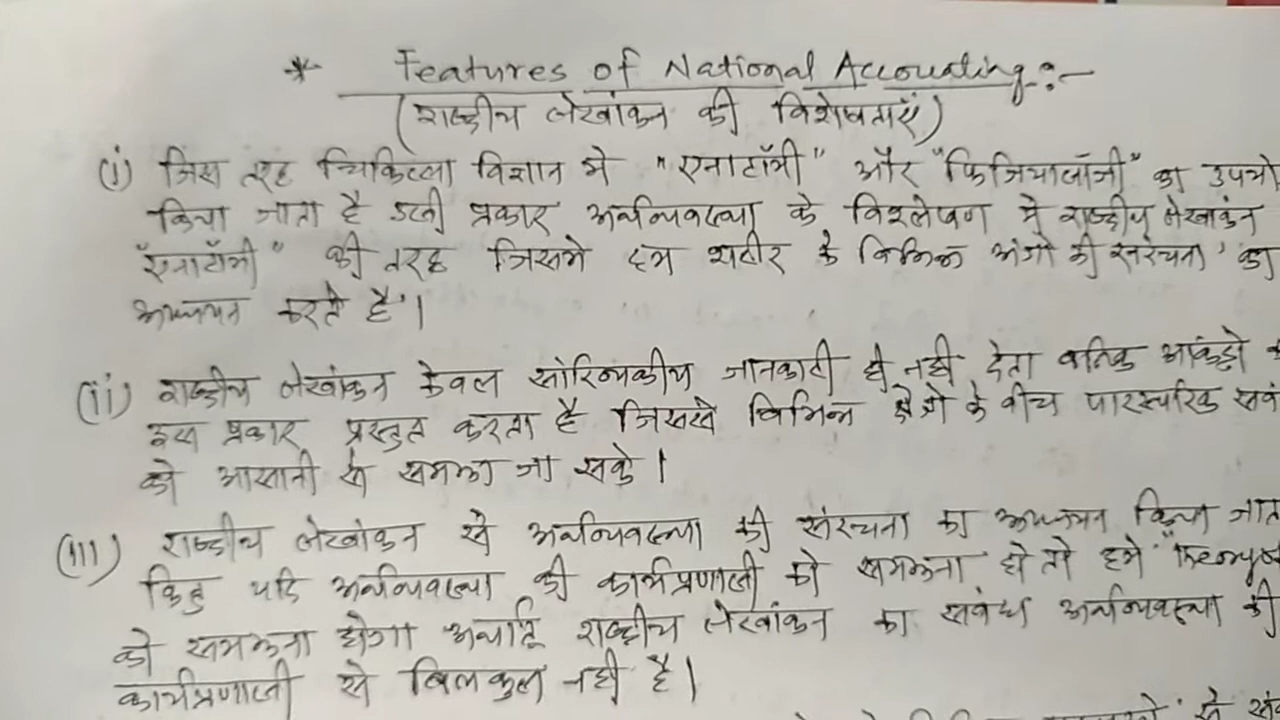 * Features of National Accounting :-
(राष्ट्रीय लेखांकन की विशेषताएँ)
(i) जिस तरह चिकित्सा विज्ञान मे "एनाटॉमी" और "फिजियोलॉजी" का उपयो
किया जाता है उसी प्रकार अर्थव्यवस्था के विश्लेषण मे राष्ट्रीय लेखांकन
"एनाटॉमी" की तरह जिसमे हम शरीर के विभिन्न अंगो की संरचना का
अध्ययन करते है।
(ii) राष्ट्रीय लेखांकन केवल सांख्यिकीय जानकारी ही नही देता बल्कि आकंड़ो
इस प्रकार प्रस्तुत करता है जिससे विभिन्न क्षेत्रो के बीच पारस्परिक सबं
को आसानी से समझा जा सके।
(iii) राष्ट्रीय लेखांकन से अर्थव्यवस्था की संरचना का अध्ययन किया जात
किंतु यदि अर्थव्यवस्था की कार्यप्रणाली को समझना हो तो हमे
को समझना होगा अर्थात् राष्ट्रीय लेखांकन का सबंध अर्थव्यवस्था की
कार्यप्रणाली से बिलकुल नही है।